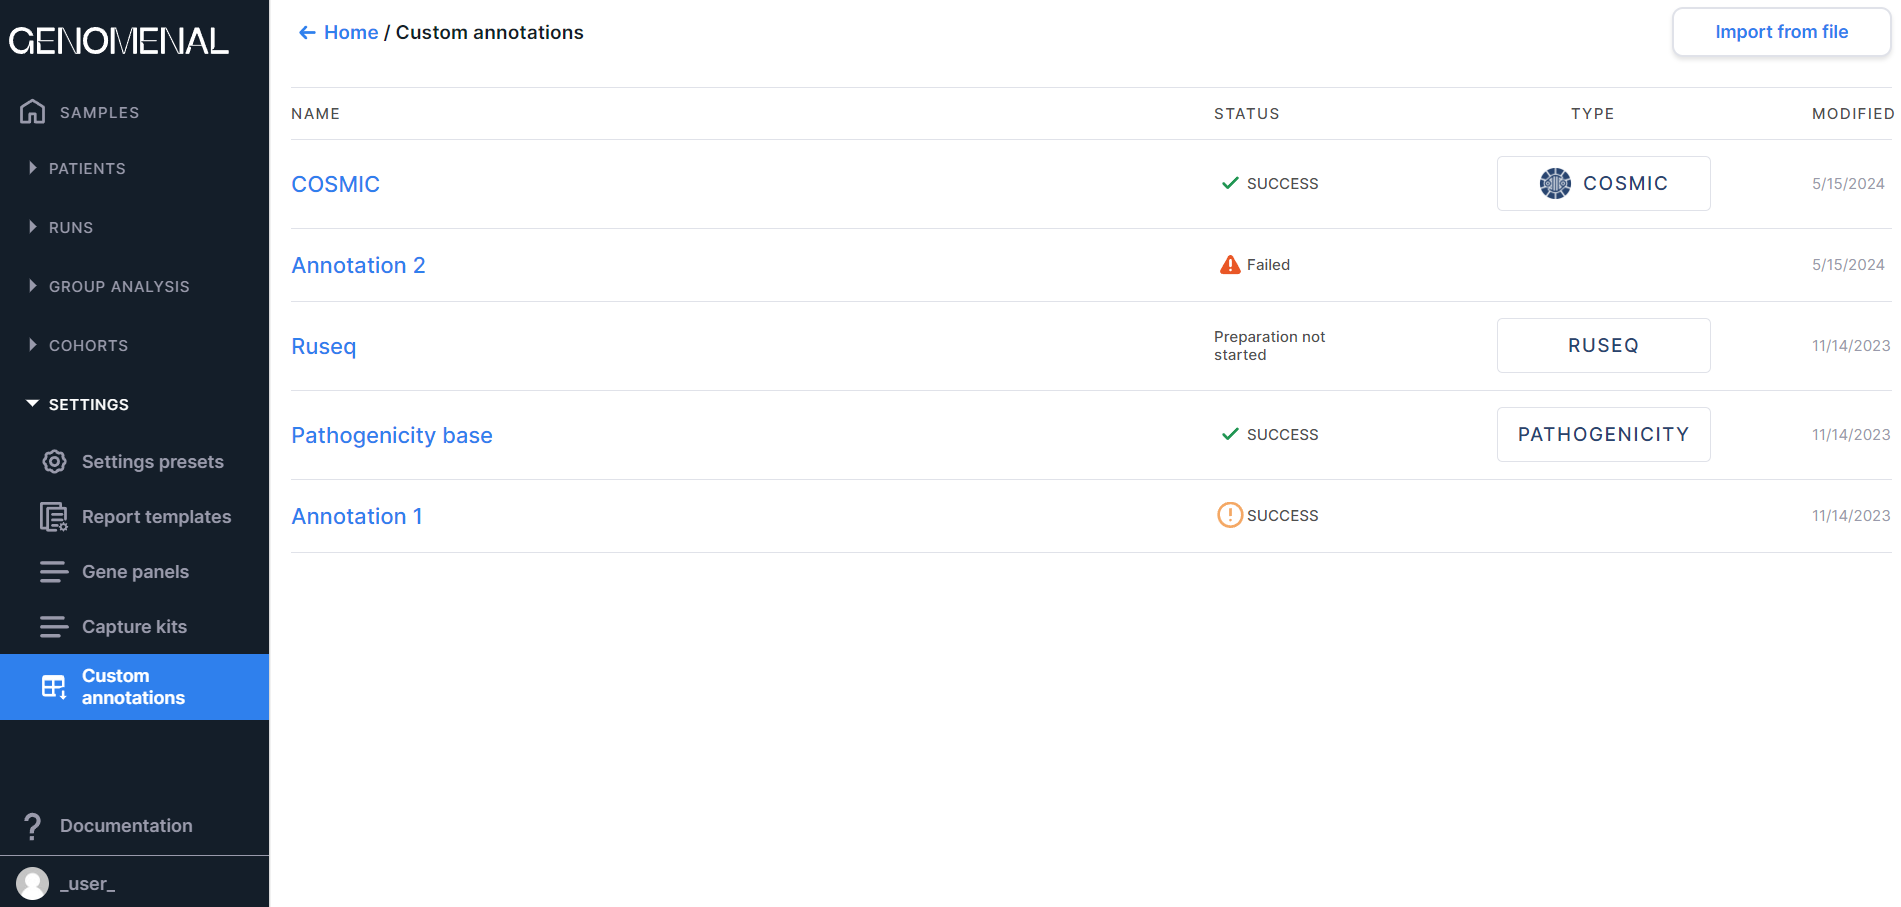 GENOMENAL
SAMPLES
PATIENTS
RUNS
GROUP ANALYSIS
COHORTS
SETTINGS
Settings presets
Report templates
Gene panels
Capture kits
Custom
annotations
Documentation
_user_
← Home / Custom annotations
Import from file
NAME STATUS TYPE MODIFIED
COSMIC SUCCESS COSMIC 5/15/2024
Annotation 2 Failed 5/15/2024
Ruseq Preparation not
started RUSEQ 11/14/2023
Pathogenicity base SUCCESS PATHOGENICITY 11/14/2023
Annotation 1 SUCCESS 11/14/2023